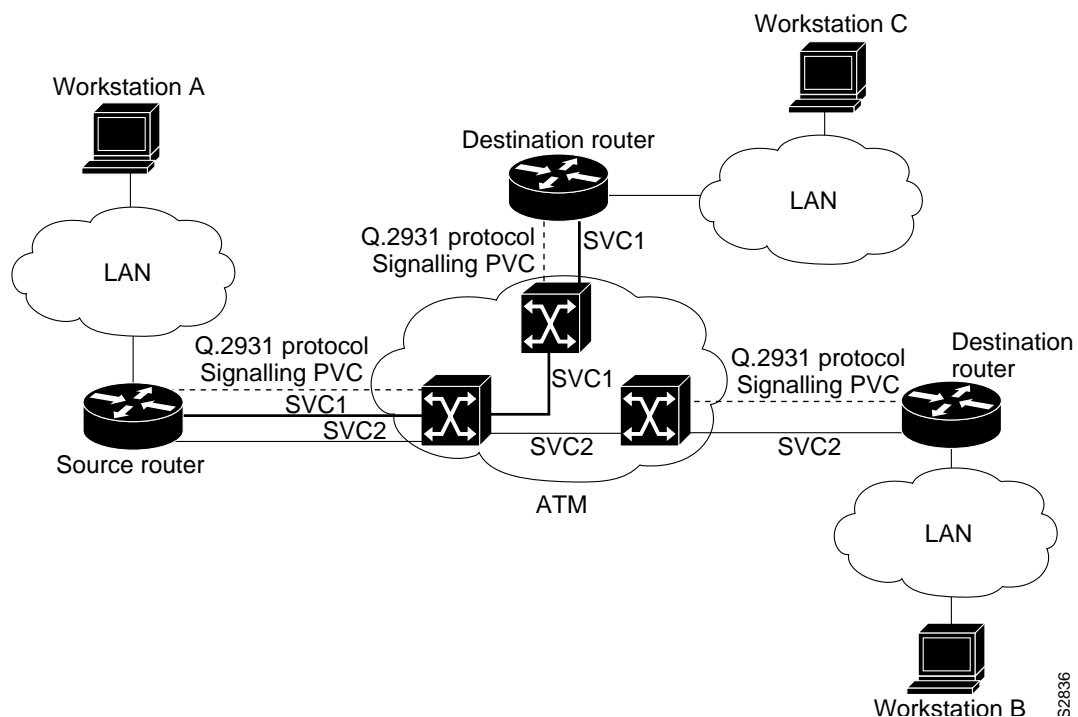 Workstation C
Workstation A
Destination router
LAN
Q.2931 protocol
Signalling PVC
SVC1
LAN
Q.2931 protocol
Signalling PVC
SVC1
Q.2931 protocol
Signalling PVC
Destination
router
SVC1
SVC2
SVC2
SVC2
Source router
ATM
LAN
Workstation B
S2836